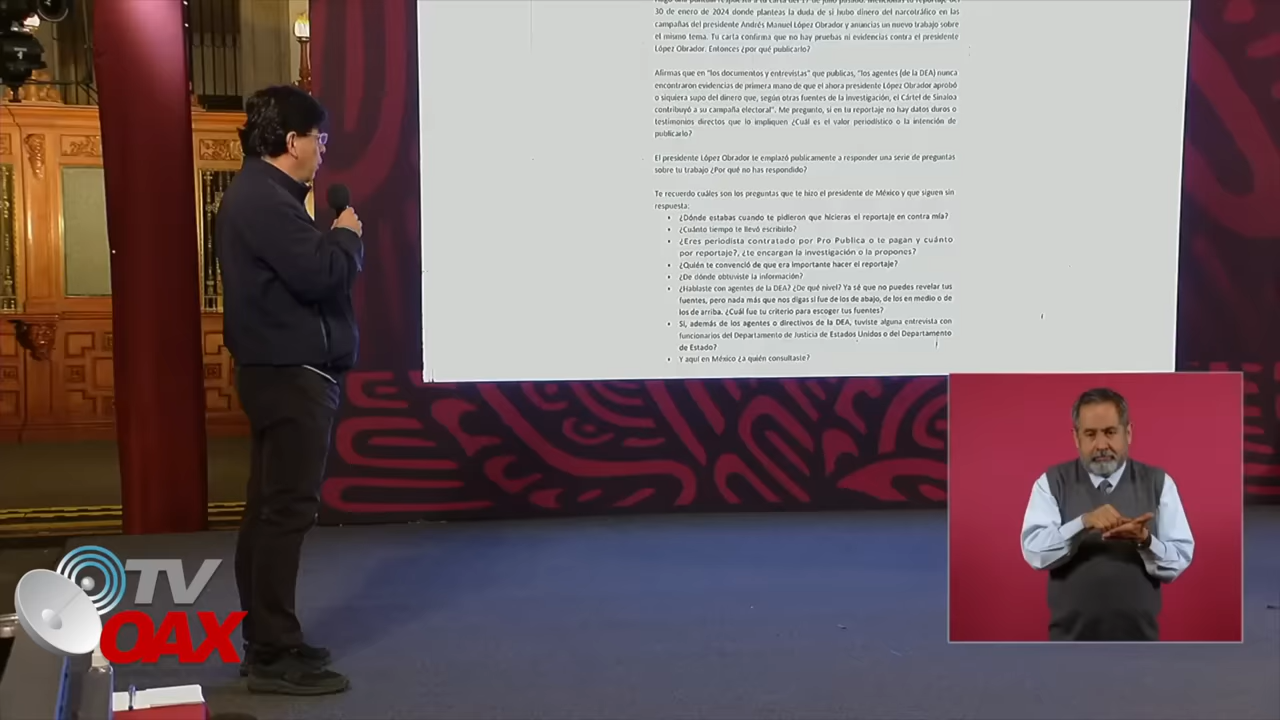 30 de enero de 2024 donde planteas la duda de si hubo dinero del narcotráfico en las
campañas del presidente Andrés Manuel López Obrador y anuncias un nuevo trabajo sobre
el mismo tema. Tu carta confirma que no hay pruebas ni evidencias contra el presidente
López Obrador. Entonces ¿por qué publicarlo?
Afirmas que en "los documentos y entrevistas" que publicas, "los agentes (de la DEA) nunca
encontraron evidencias de primera mano de que el ahora presidente López Obrador aprobó
o siquiera supo del dinero que, según otras fuentes de la investigación, el Cártel de Sinaloa
contribuyó a su campaña electoral". Me pregunto, si en tu reportaje no hay datos duros o
testimonios directos que lo impliquen ¿Cuál es el valor periodístico o la intención de
publicarlo?
El presidente López Obrador te emplazó publicamente a responder una serie de preguntas
sobre tu trabajo ¿Por qué no has respondido?
Te recuerdo cuáles son las preguntas que te hizo el presidente de México y que siguen sin
respuesta:
• ¿Dónde estabas cuando te pidieron que hicieras el reportaje en contra mía?
• ¿Cuánto tiempo te llevó escribirlo?
• ¿Eres periodista contratado por Pro Publica o te pagan y cuánto
por reportaje?, ¿te encargan la investigación o la propones?
• ¿Quién te convenció de que era importante hacer el reportaje?
• ¿De dónde obtuviste la información?
• ¿Hablaste con agentes de la DEA? ¿De qué nivel? Ya sé que no puedes revelar tus
fuentes, pero nada más que nos digas si fue de los de abajo, de los en medio o de
los de arriba. ¿Cuál fue tu criterio para escoger tus fuentes?
• Si, además de los agentes o directivos de la DEA, tuviste alguna entrevista con
funcionarios del Departamento de Justicia de Estados Unidos o del Departamento
de Estado?
• Y aquí en México ¿a quién consultaste?
TV
OAX